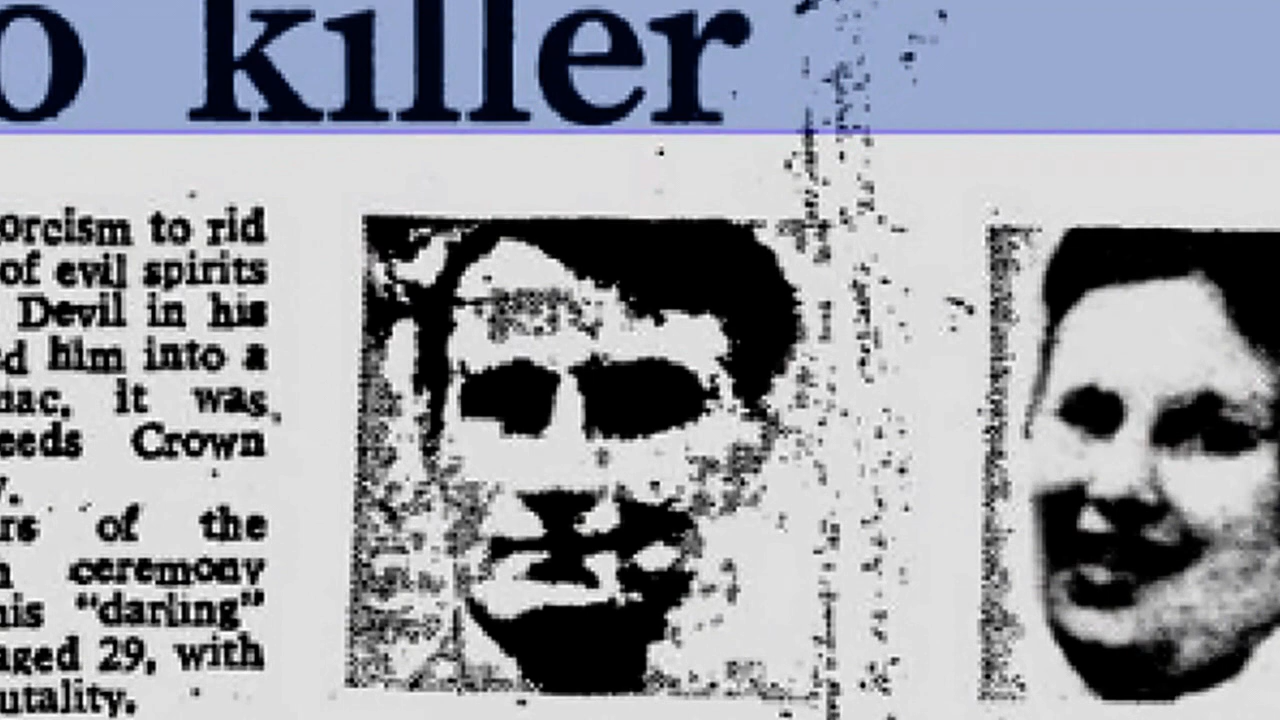 o killer
orcism to rid
of evil spirits
Devil in his
d him into a
iac. It was
eeds Crown
y.
rs of the
n ceremony
his "darling"
aged 29, with
utality.